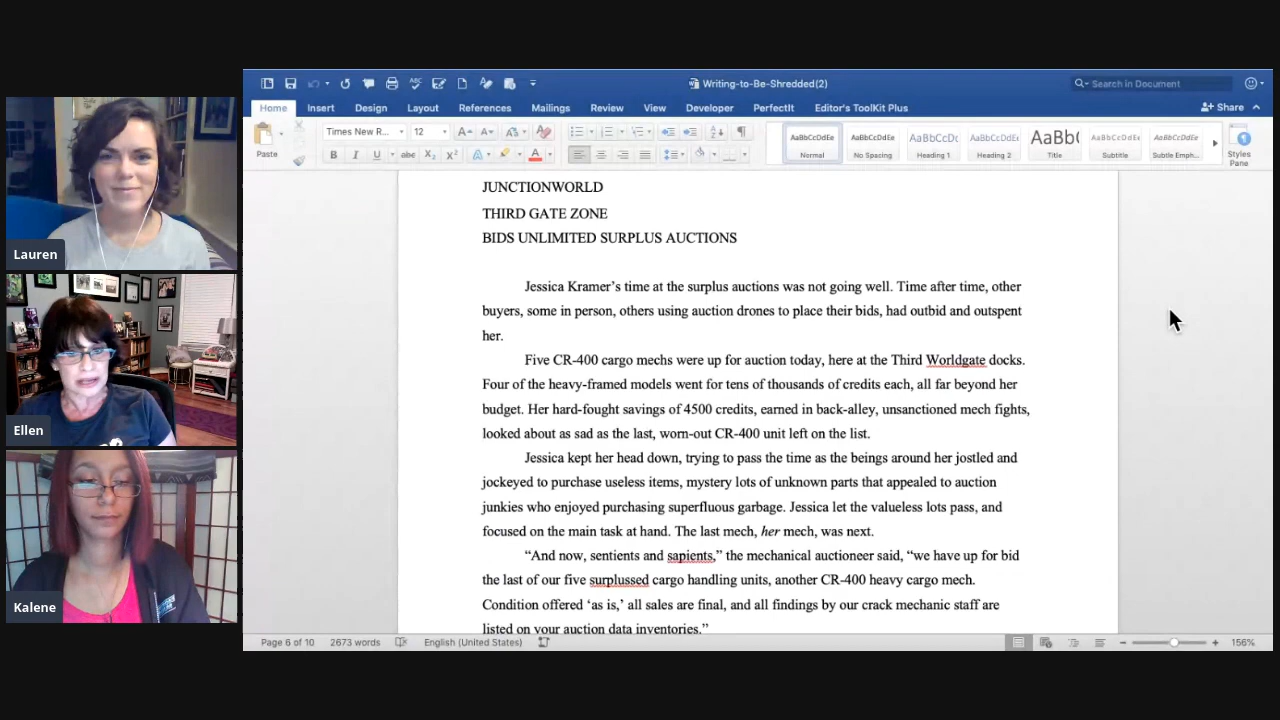 Writing-to-Be-Shredded(2)
Search in Document
Home Insert Design Layout References Mailings Review View Developer PerfectIt Editor's ToolKit Plus
Share
Paste
Times New R...
12
AaBbCcDdEe
Normal
AaBbCcDdEe
No Spacing
AaBbCcDc
Heading 1
AaBbCcDdEe
Heading 2
AaBb(
Title
AaBbCcDdEe
Subtitle
AaBbCcDdEe
Subtle Emph...
Styles
Pane
JUNCTIONWORLD
THIRD GATE ZONE
BIDS UNLIMITED SURPLUS AUCTIONS
Jessica Kramer's time at the surplus auctions was not going well. Time after time, other
buyers, some in person, others using auction drones to place their bids, had outbid and outspent
her.
Five CR-400 cargo mechs were up for auction today, here at the Third Worldgate docks.
Four of the heavy-framed models went for tens of thousands of credits each, all far beyond her
budget. Her hard-fought savings of 4500 credits, earned in back-alley, unsanctioned mech fights,
looked about as sad as the last, worn-out CR-400 unit left on the list.
Jessica kept her head down, trying to pass the time as the beings around her jostled and
jockeyed to purchase useless items, mystery lots of unknown parts that appealed to auction
junkies who enjoyed purchasing superfluous garbage. Jessica let the valueless lots pass, and
focused on the main task at hand. The last mech, her mech, was next.
“And now, sentients and sapients,” the mechanical auctioneer said, “we have up for bid
the last of our five surplussed cargo handling units, another CR-400 heavy cargo mech.
Condition offered ‘as is,’ all sales are final, and all findings by our crack mechanic staff are
listed on your auction data inventories.”
Page 6 of 10 2673 words English (United States) 156%
Lauren
Ellen
Kalene